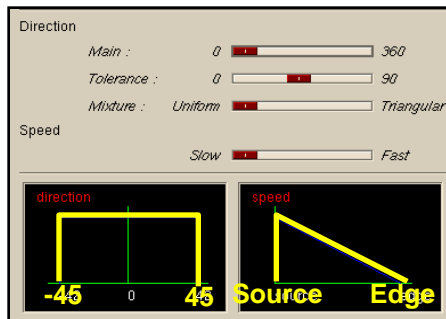 Direction
Main : 0 360
Tolerance : 0 90
Mixture : Uniform Triangular
Speed
Slow Fast
direction speed
-45 0 45 Source Edge